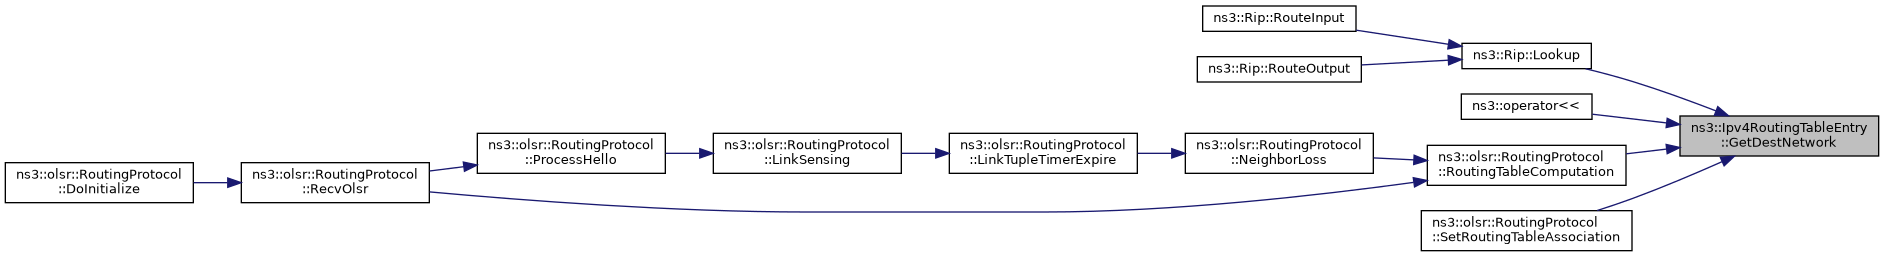 ns3::Rip::RouteInput
ns3::Rip::Lookup
ns3::Rip::RouteOutput
ns3::operator<<
ns3::Ipv4RoutingTableEntry
::GetDestNetwork
ns3::olsr::RoutingProtocol
::ProcessHello
ns3::olsr::RoutingProtocol
::LinkSensing
ns3::olsr::RoutingProtocol
::LinkTupleTimerExpire
ns3::olsr::RoutingProtocol
::NeighborLoss
ns3::olsr::RoutingProtocol
::RoutingTableComputation
ns3::olsr::RoutingProtocol
::DoInitialize
ns3::olsr::RoutingProtocol
::RecvOlsr
ns3::olsr::RoutingProtocol
::SetRoutingTableAssociation